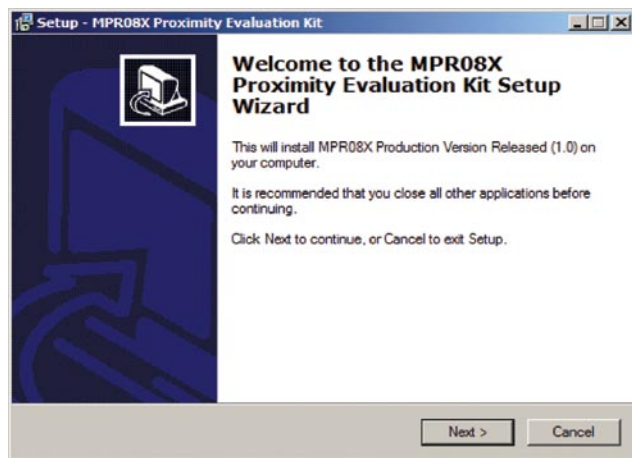 Setup - MPR08X Proximity Evaluation Kit
Welcome to the MPR08X
Proximity Evaluation Kit Setup
Wizard
This will install MPR08X Production Version Released (1.0) on
your computer.
It is recommended that you close all other applications before
continuing.
Click Next to continue, or Cancel to exit Setup.
Next >
Cancel